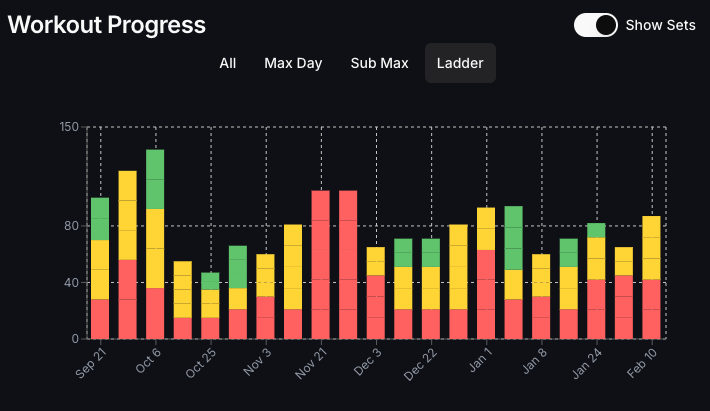 Workout Progress
Show Sets
All
Max Day
Sub Max
Ladder
150
80
40
0
Sep 21
Oct 6
Oct 25
Nov 3
Nov 21
Dec 3
Dec 22
Jan 1
Jan 8
Jan 24
Feb 10